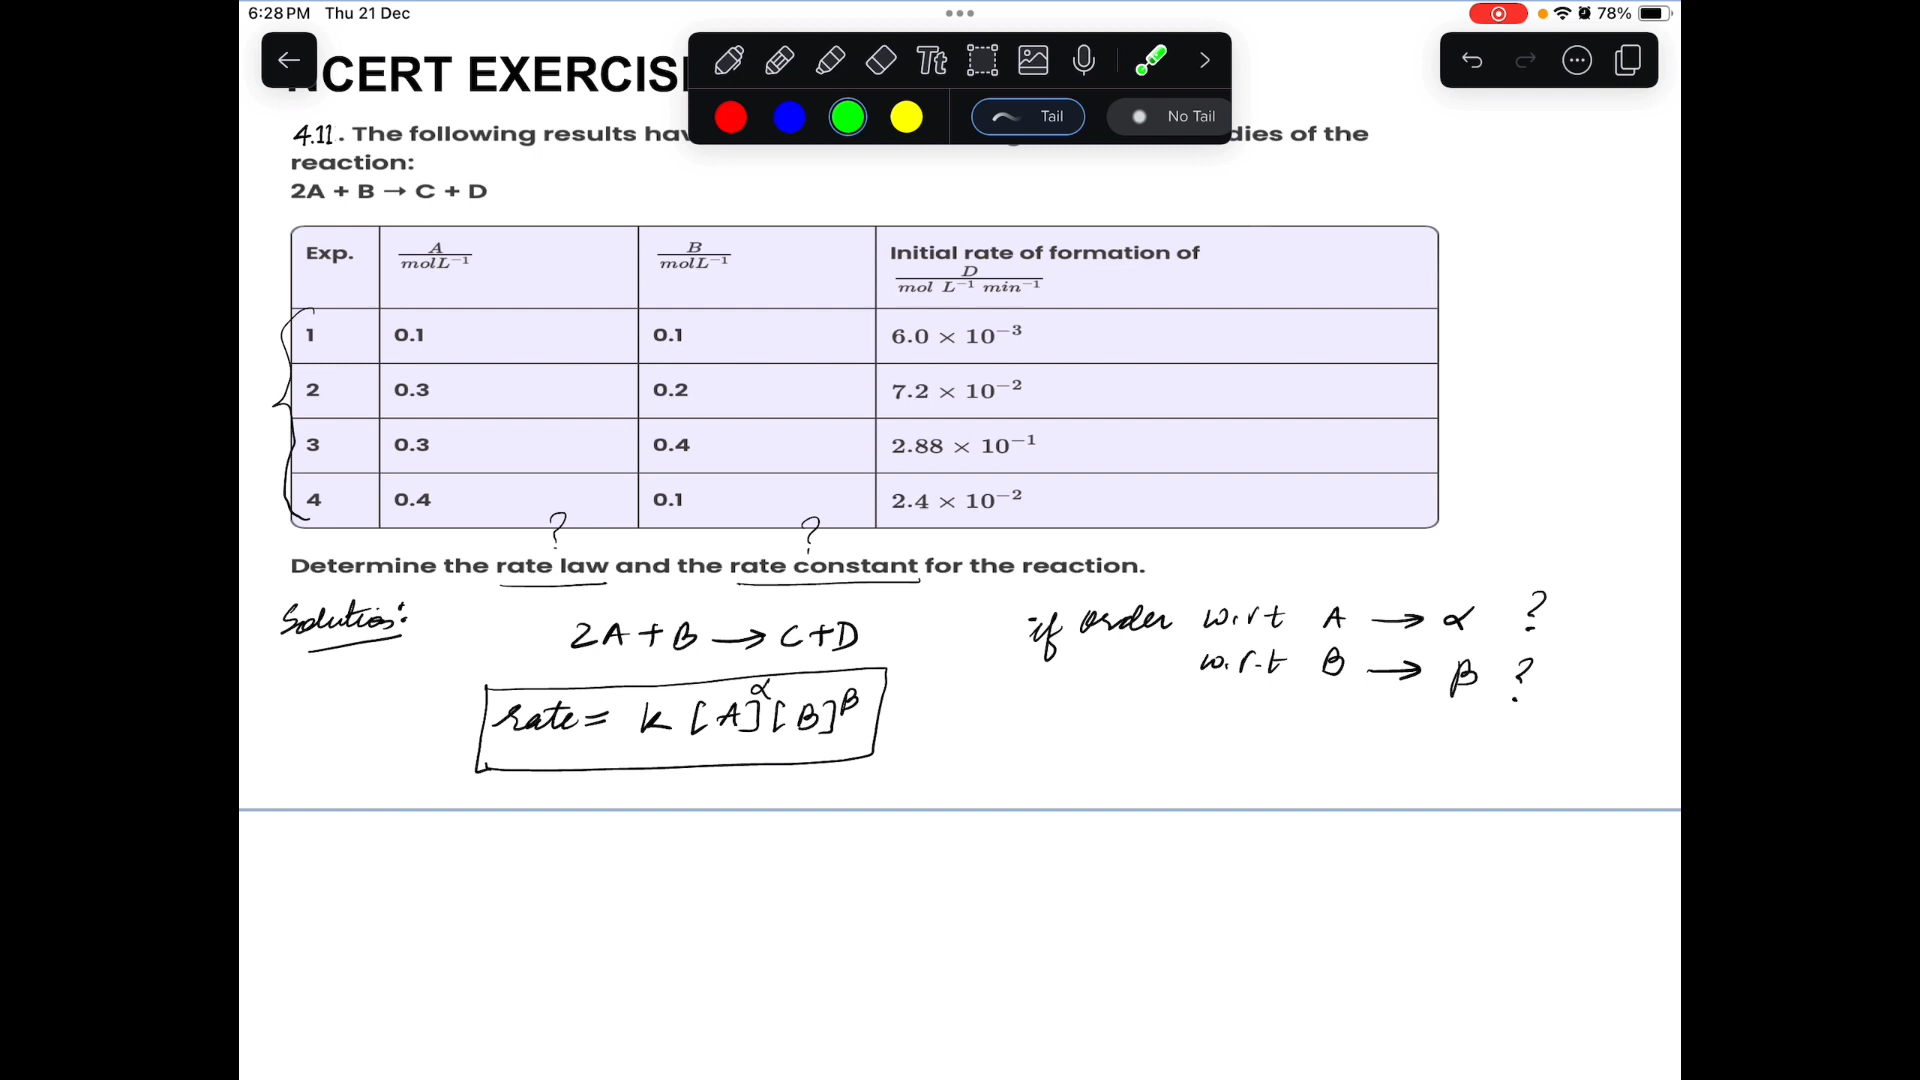 6:28 PM Thu 21 Dec
78%
CERT EXERCIS
Tt
Tail
No Tail
4.11. The following results hav dies of the
reaction:
2A + B → C + D
Exp.
A/molL⁻¹
B/molL⁻¹
Initial rate of formation of
D/mol L⁻¹ min⁻¹
1 0.1 0.1 6.0 × 10⁻³
2 0.3 0.2 7.2 × 10⁻²
3 0.3 0.4 2.88 × 10⁻¹
4 0.4 0.1 2.4 × 10⁻²
? ?
Determine the rate law and the rate constant for the reaction.
Solution:
2A + B → C + D
rate = k [A]^α [B]^β
if order w.r.t A → α ?
w.r.t B → β ?